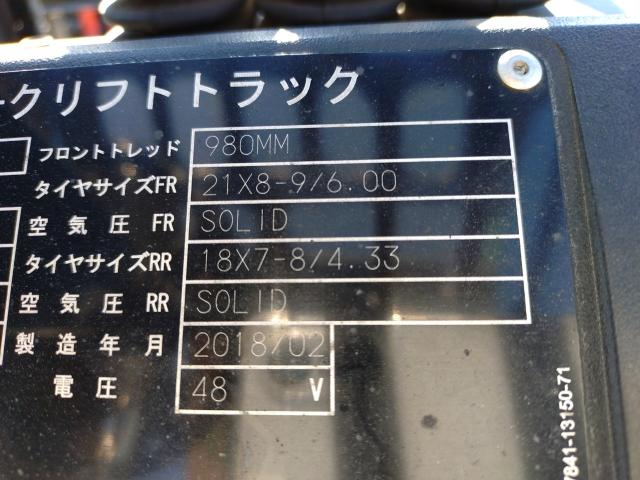 ークリフトトラック
フロントトレッド 980MM
タイヤサイズFR 21X8-9/6.00
空気圧 FR SOLID
タイヤサイズRR 18X7-8/4.33
空気圧 RR SOLID
製造年月 2018/02
電圧 48 V
7841-13150-71